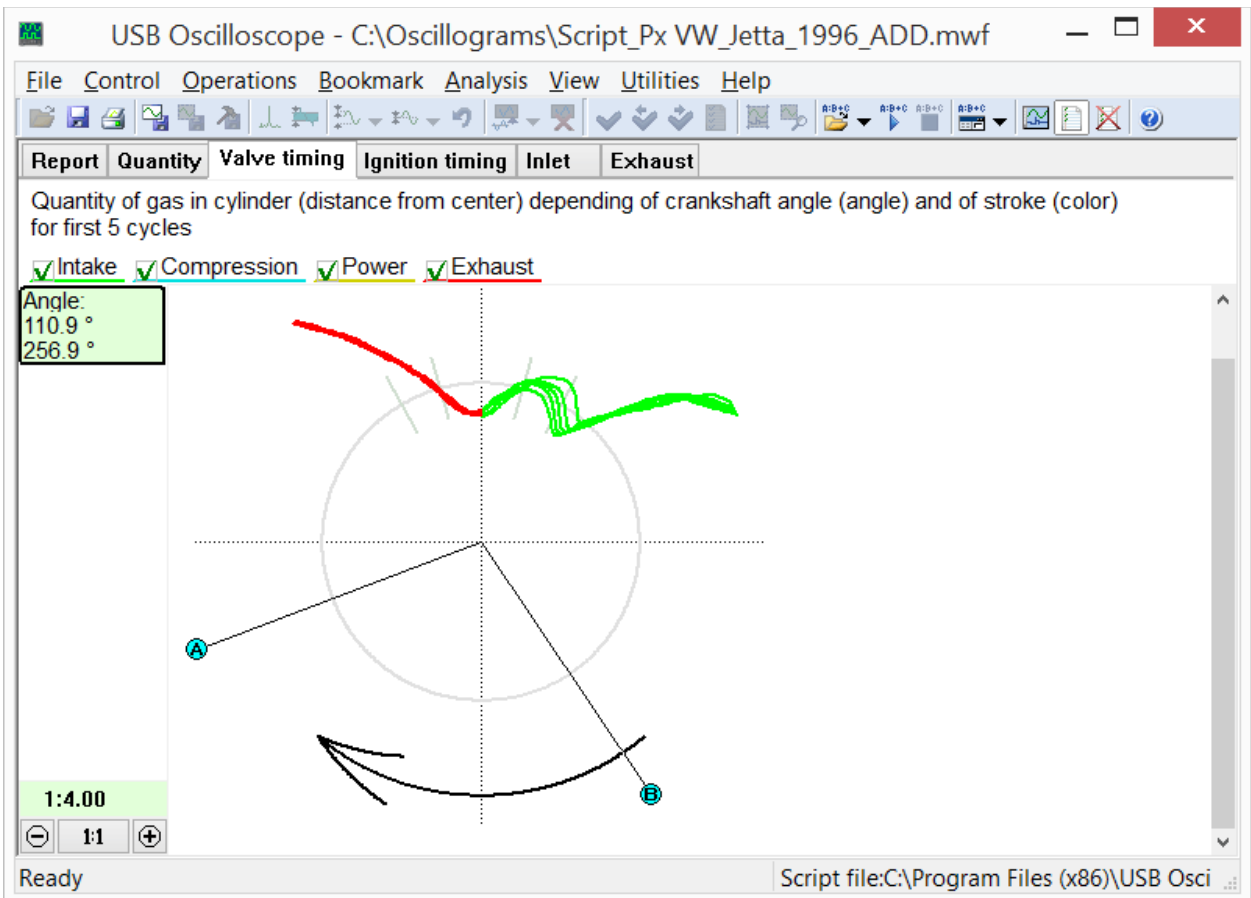 USB Oscilloscope - C:\Oscillograms\Script_Px VW_Jetta_1996_ADD.mwf
File Control Operations Bookmark Analysis View Utilities Help
A:B+C A:B+C A:B+C A:B+C
Report Quantity Valve timing Ignition timing Inlet Exhaust
Quantity of gas in cylinder (distance from center) depending of crankshaft angle (angle) and of stroke (color)
for first 5 cycles
Intake Compression Power Exhaust
Angle:
110.9 °
256.9 °
A
B
1:4.00
1:1
Ready Script file:C:\Program Files (x86)\USB Osci